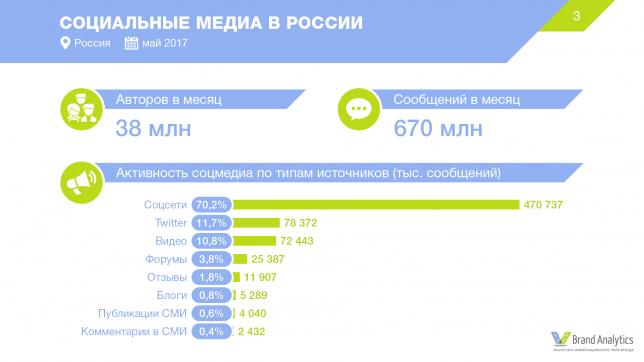 СОЦИАЛЬНЫЕ МЕДИА В РОССИИ
3
Россия май 2017
Авторов в месяц
38 млн
Сообщений в месяц
670 млн
Активность соцмедиа по типам источников (тыс. сообщений)
Соцсети 70,2% 470 737
Twitter 11,7% 78 372
Видео 10,8% 72 443
Форумы 3,8% 25 387
Отзывы 1,8% 11 907
Блоги 0,8% 5 289
Публикации СМИ 0,6% 4 040
Комментарии в СМИ 0,4% 2 432
Brand Analytics